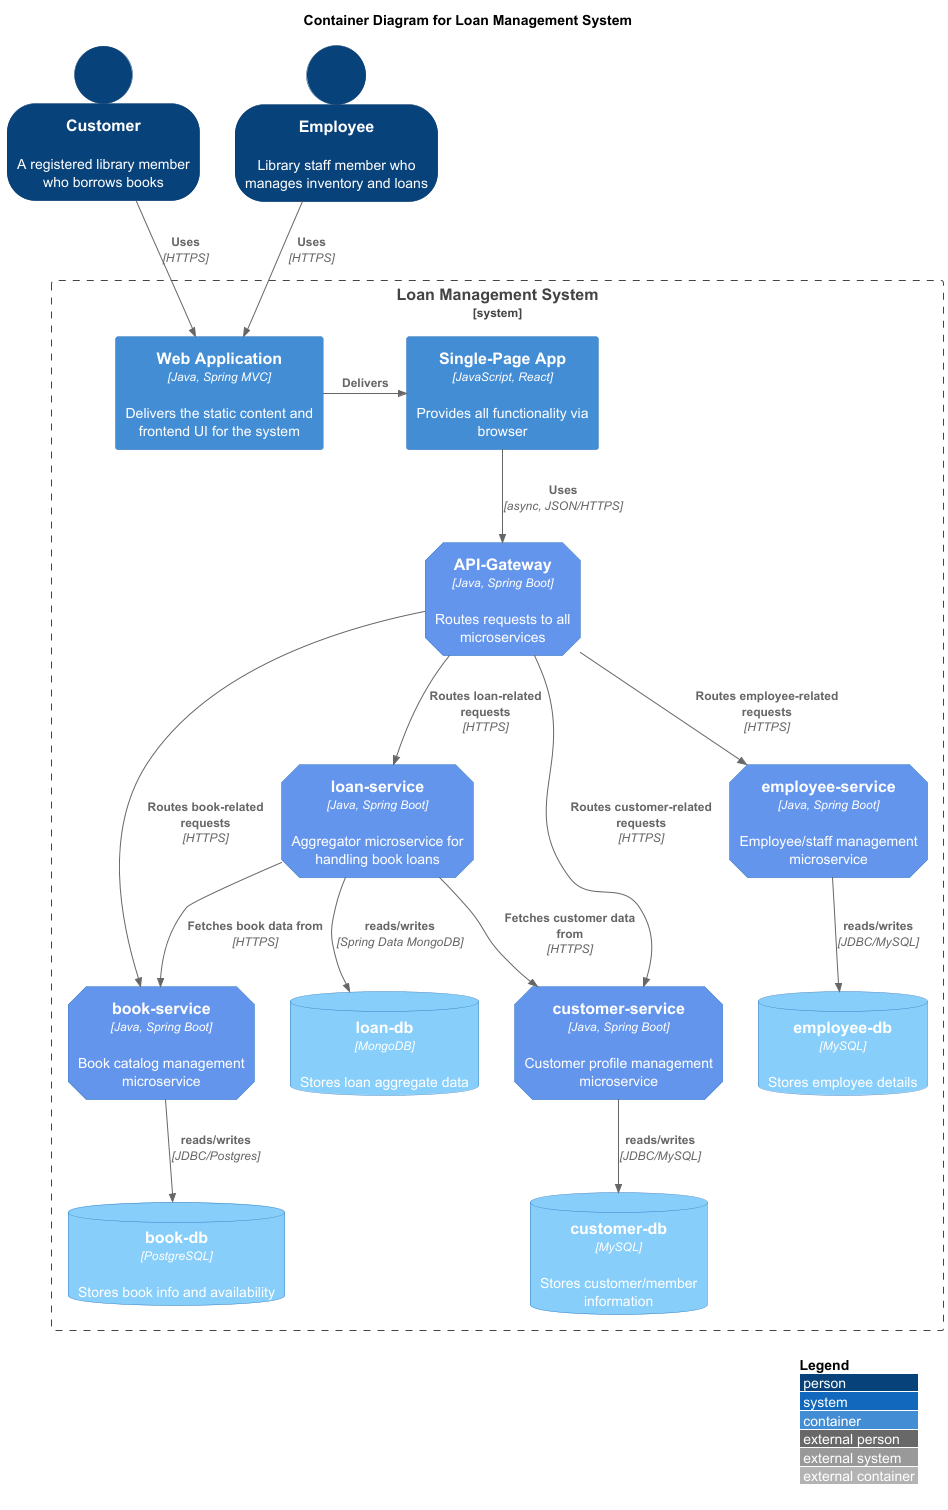 Container Diagram for Loan Management System
Customer
A registered library member
who borrows books
Employee
Library staff member who
manages inventory and loans
Uses
[HTTPS]
Uses
[HTTPS]
Loan Management System
[system]
Web Application
[Java, Spring MVC]
Delivers the static content and
frontend UI for the system
Delivers
Single-Page App
[JavaScript, React]
Provides all functionality via
browser
Uses
[async, JSON/HTTPS]
API-Gateway
[Java, Spring Boot]
Routes requests to all
microservices
Routes loan-related
requests
[HTTPS]
Routes employee-related
requests
[HTTPS]
Routes book-related
requests
[HTTPS]
loan-service
[Java, Spring Boot]
Aggregator microservice for
handling book loans
Routes customer-related
requests
[HTTPS]
employee-service
[Java, Spring Boot]
Employee/staff management
microservice
Fetches book data from
[HTTPS]
reads/writes
[Spring Data MongoDB]
Fetches customer data
from
[HTTPS]
reads/writes
[JDBC/MySQL]
book-service
[Java, Spring Boot]
Book catalog management
microservice
loan-db
[MongoDB]
Stores loan aggregate data
customer-service
[Java, Spring Boot]
Customer profile management
microservice
employee-db
[MySQL]
Stores employee details
reads/writes
[JDBC/Postgres]
reads/writes
[JDBC/MySQL]
book-db
[PostgreSQL]
Stores book info and availability
customer-db
[MySQL]
Stores customer/member
information
Legend
person
system
container
external person
external system
external container